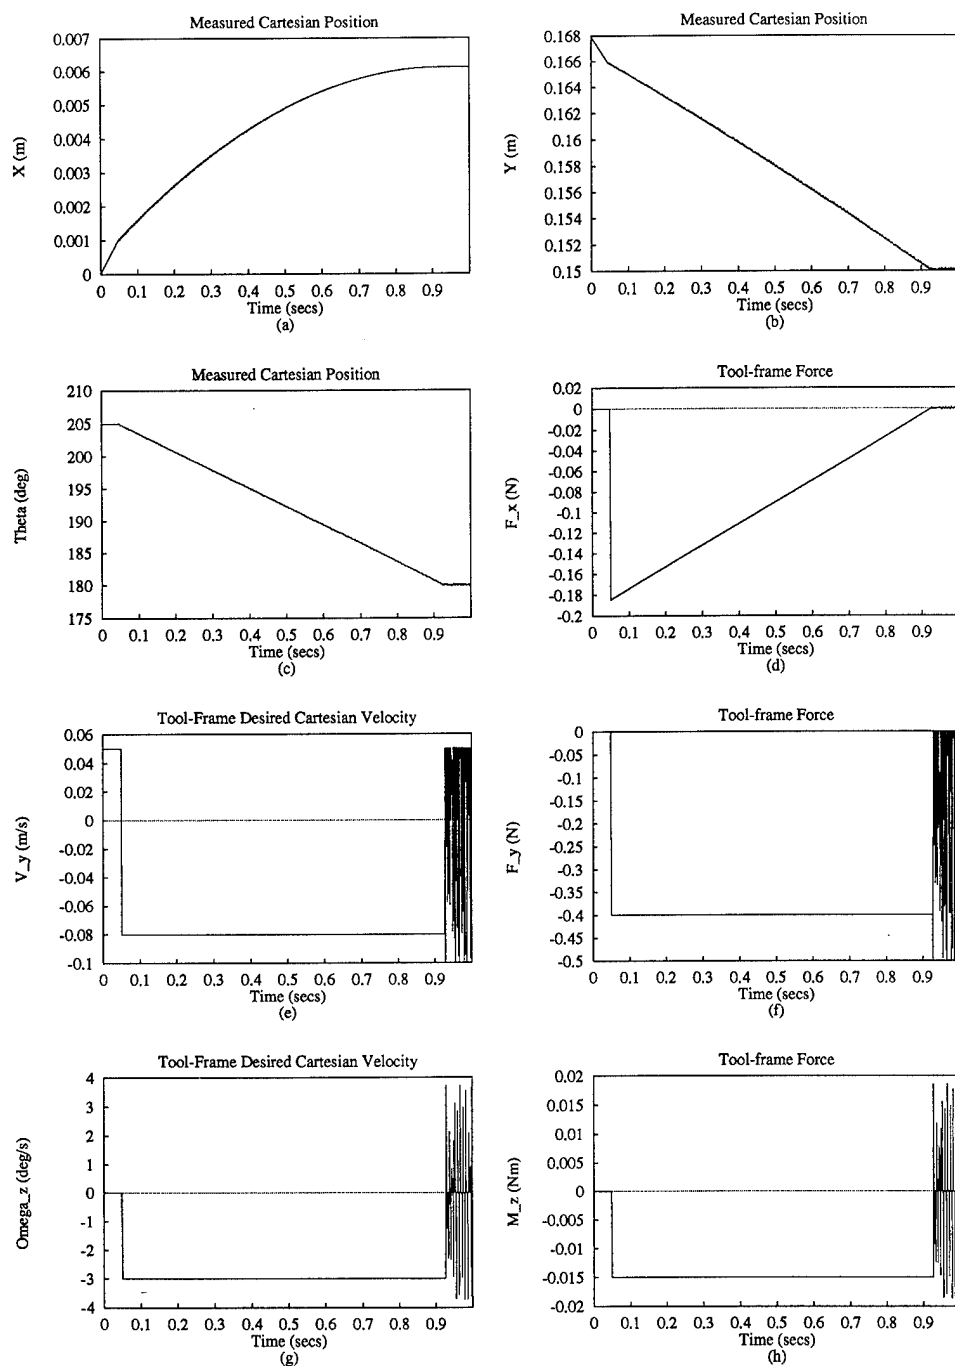 Measured Cartesian Position
0.007
0.006
0.005
0.004
0.003
0.002
0.001
0
X (m)
0 0.1 0.2 0.3 0.4 0.5 0.6 0.7 0.8 0.9
Time (secs)
(a)
Measured Cartesian Position
0.168
0.166
0.164
0.162
0.16
0.158
0.156
0.154
0.152
0.15
Y (m)
0 0.1 0.2 0.3 0.4 0.5 0.6 0.7 0.8 0.9
Time (secs)
(b)
Measured Cartesian Position
210
205
200
195
190
185
180
175
Tbeta (deg)
0 0.1 0.2 0.3 0.4 0.5 0.6 0.7 0.8 0.9
Time (secs)
(c)
Tool-frame Force
0.02
0
-0.02
-0.04
-0.06
-0.08
-0.1
-0.12
-0.14
-0.16
-0.18
-0.2
F_x (N)
0 0.1 0.2 0.3 0.4 0.5 0.6 0.7 0.8 0.9
Time (secs)
(d)
Tool-Frame Desired Cartesian Velocity
0.06
0.04
0.02
0
-0.02
-0.04
-0.06
-0.08
-0.1
V_y (m/s)
0 0.1 0.2 0.3 0.4 0.5 0.6 0.7 0.8 0.9
Time (secs)
(e)
Tool-frame Force
0
-0.05
-0.1
-0.15
-0.2
-0.25
-0.3
-0.35
-0.4
-0.45
-0.5
F_y (N)
0 0.1 0.2 0.3 0.4 0.5 0.6 0.7 0.8 0.9
Time (secs)
(f)
Tool-Frame Desired Cartesian Velocity
4
3
2
1
0
-1
-2
-3
-4
Omega_z (deg/s)
0 0.1 0.2 0.3 0.4 0.5 0.6 0.7 0.8 0.9
Time (secs)
(g)
Tool-frame Force
0.02
0.015
0.01
0.005
0
-0.005
-0.01
-0.015
-0.02
M_z (Nm)
0 0.1 0.2 0.3 0.4 0.5 0.6 0.7 0.8 0.9
Time (secs)
(h)